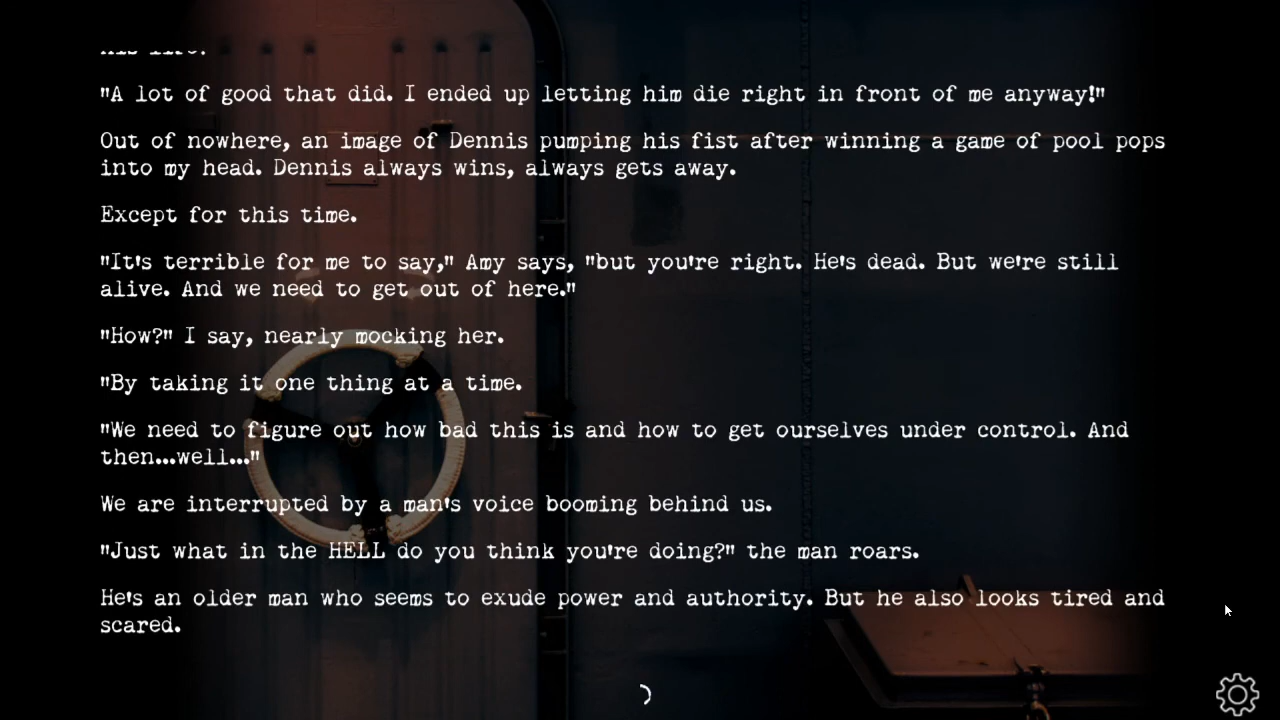 "A lot of good that did. I ended up letting him die right in front of me anyway!"
Out of nowhere, an image of Dennis pumping his fist after winning a game of pool pops
into my head. Dennis always wins, always gets away.
Except for this time.
"It's terrible for me to say," Amy says, "but you're right. He's dead. But we're still
alive. And we need to get out of here."
"How?" I say, nearly mocking her.
"By taking it one thing at a time.
"We need to figure out how bad this is and how to get ourselves under control. And
then...well..."
We are interrupted by a man's voice booming behind us.
"Just what in the HELL do you think you're doing?" the man roars.
He's an older man who seems to exude power and authority. But he also looks tired and
scared.